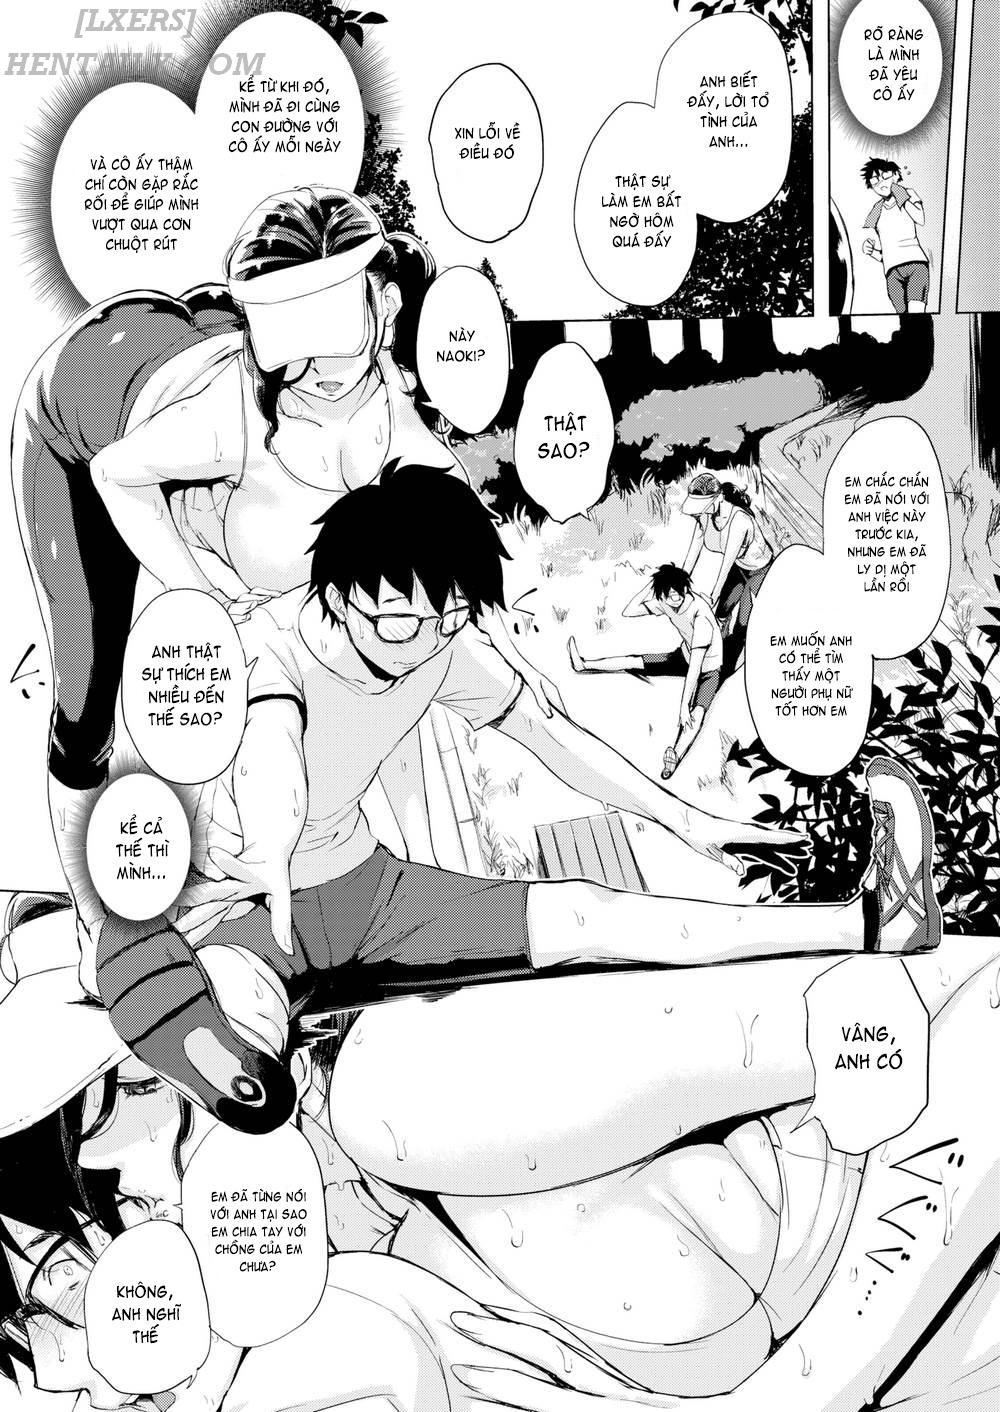 [LXERS]
HENTAILX.COM
RÕ RÀNG
LÀ MÌNH
ĐÃ YÊU
CÔ ẤY
ANH BIẾT
ĐẤY, LỜI TỎ
TÌNH CỦA
ANH...
THẬT SỰ
LÀM EM BẤT
NGỜ HÔM
QUÁ ĐẤY
XIN LỖI VỀ
ĐIỀU ĐÓ
KỂ TỪ KHI ĐÓ,
MÌNH ĐÃ ĐI CÙNG
CON ĐƯỜNG VỚI
CÔ ẤY MỖI NGÀY
VÀ CÔ ẤY THẬM
CHÍ CÒN GẶP RẮC
RỐI ĐỂ GIÚP MÌNH
VƯỢT QUA CƠN
CHUỘT RÚT
EM CHẮC CHẮN
EM ĐÃ NÓI VỚI
ANH VIỆC NÀY
TRƯỚC KIA,
NHƯNG EM ĐÃ
LY DỊ MỘT
LẦN RỒI
EM MUỐN ANH
CÓ THỂ TÌM
THẤY MỘT
NGƯỜI PHỤ NỮ
TỐT HƠN EM
NÀY
NAOKI?
THẬT
SAO?
ANH THẬT
SỰ THÍCH EM
NHIỀU ĐẾN
THẾ SAO?
KỂ CẢ
THẾ THÌ
MÌNH...
VÂNG,
ANH CÓ
EM ĐÃ TỪNG NÓI
VỚI ANH TẠI SAO
EM CHIA TAY VỚI
CHỒNG CỦA EM
CHƯA?
KHÔNG,
ANH NGHĨ
THẾ